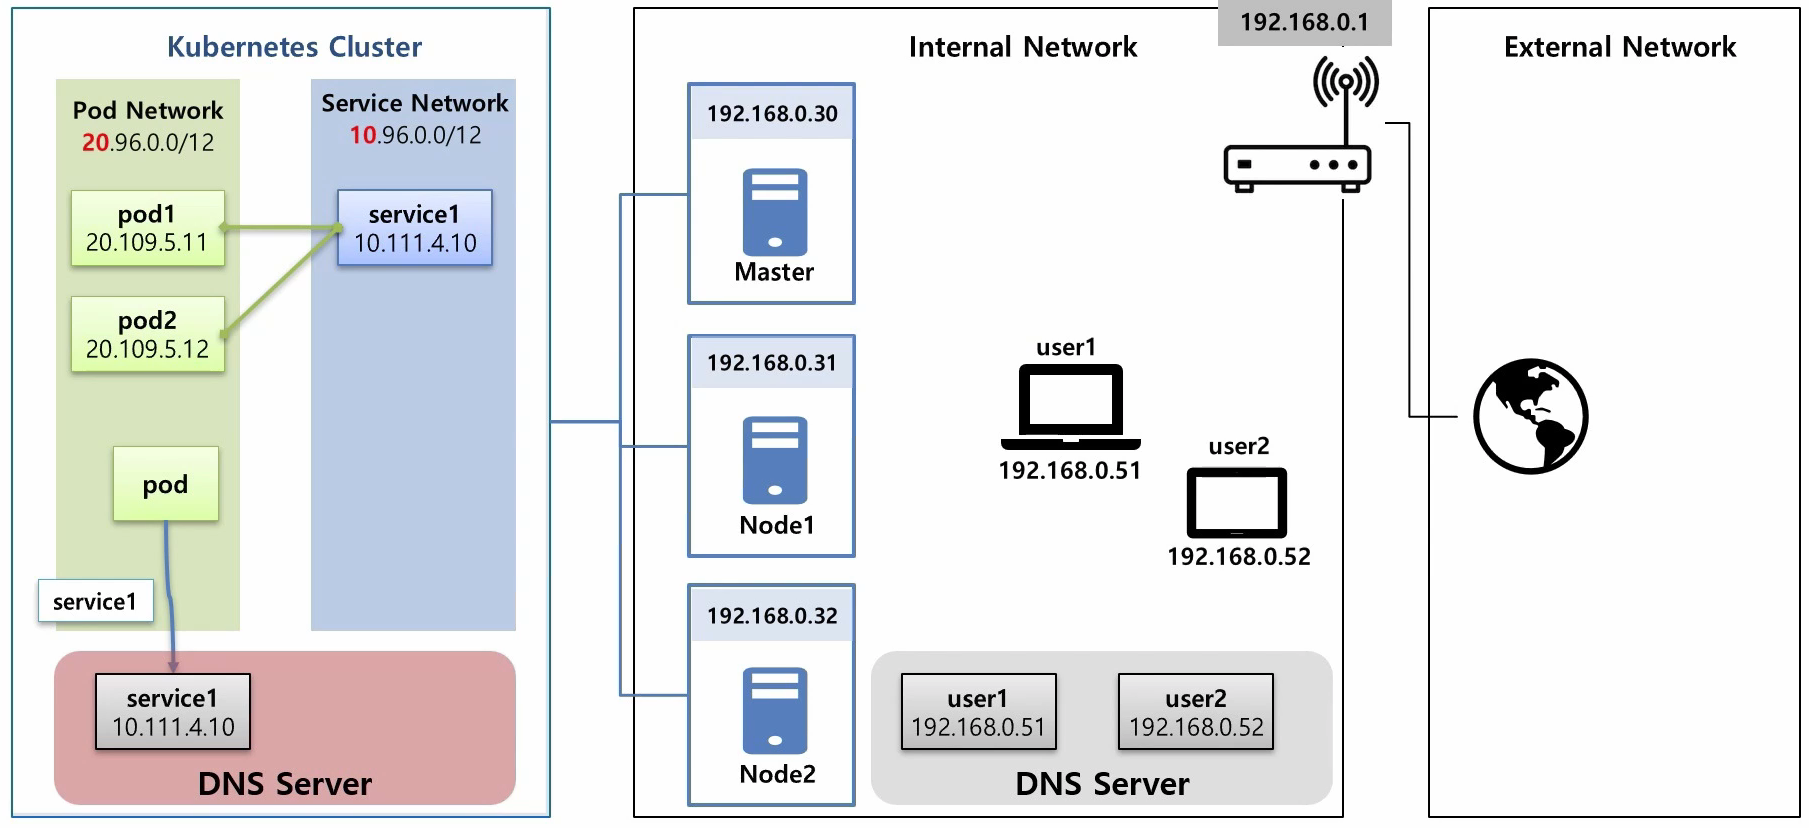 Kubernetes Cluster
Pod Network
20.96.0.0/12
Service Network
10.96.0.0/12
pod1
20.109.5.11
service1
10.111.4.10
pod2
20.109.5.12
pod
service1
service1
10.111.4.10
DNS Server
Internal Network
192.168.0.1
192.168.0.30
Master
192.168.0.31
Node1
192.168.0.32
Node2
user1
192.168.0.51
user2
192.168.0.52
user1
192.168.0.51
user2
192.168.0.52
DNS Server
External Network